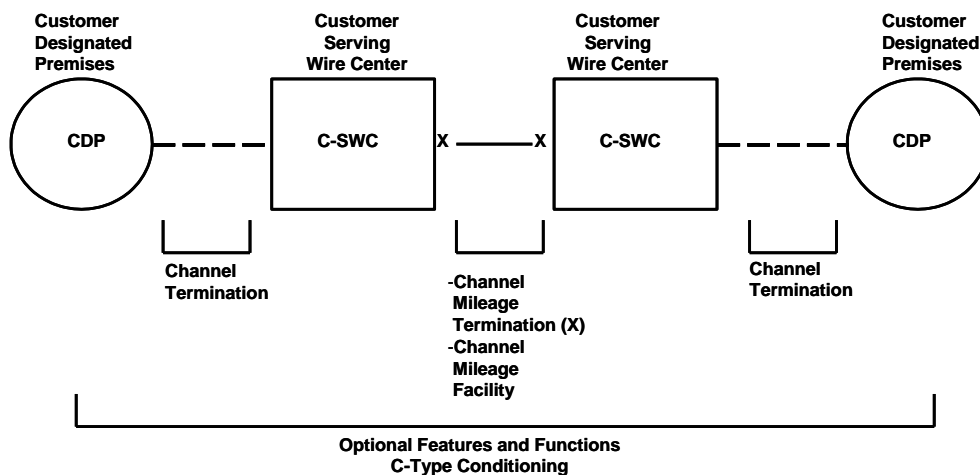 Customer
Designated
Premises
Customer
Serving
Wire Center
Customer
Serving
Wire Center
Customer
Designated
Premises
CDP
C-SWC
X
X
C-SWC
CDP
Channel
Termination
-Channel
Mileage
Termination (X)
-Channel
Mileage
Facility
Channel
Termination
Optional Features and Functions
C-Type Conditioning